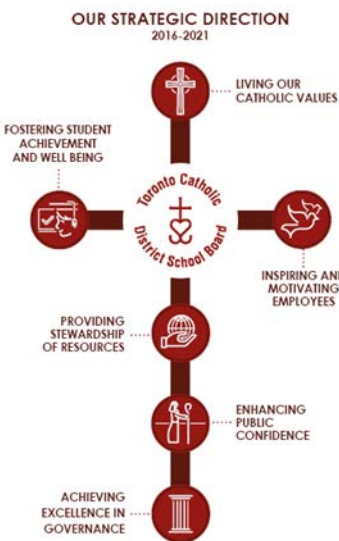 OUR STRATEGIC DIRECTION
2016-2021
LIVING OUR
CATHOLIC VALUES
FOSTERING STUDENT
ACHIEVEMENT
AND WELL BEING
Toronto Catholic
District School Board
INSPIRING AND
MOTIVATING
EMPLOYEES
PROVIDING
STEWARDSHIP
OF RESOURCES
ENHANCING
PUBLIC
CONFIDENCE
ACHIEVING
EXCELLENCE IN
GOVERNANCE